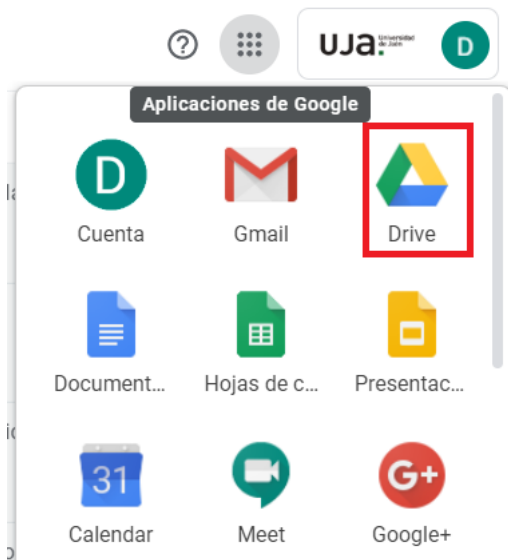 ? UJa: Universidad de Jaén D
Aplicaciones de Google
D
Cuenta Gmail Drive
Document... Hojas de c... Presentac...
31 G+
Calendar Meet Google+